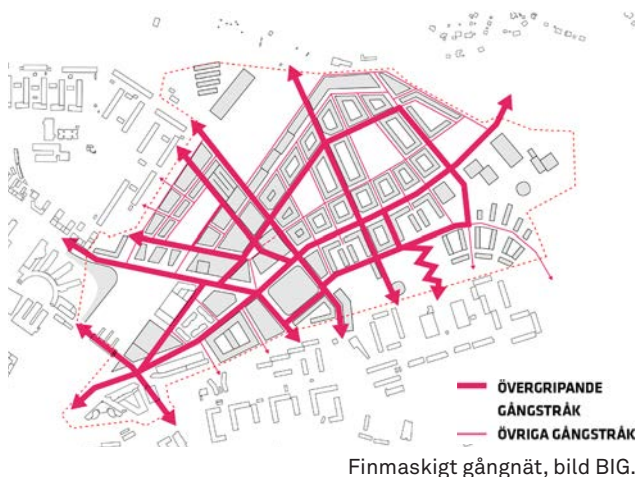 ÖVERGRIPANDE
GÅNGSTRÅK
ÖVRIGA GÅNGSTRÅK
Finmaskigt gångnät, bild BIG.